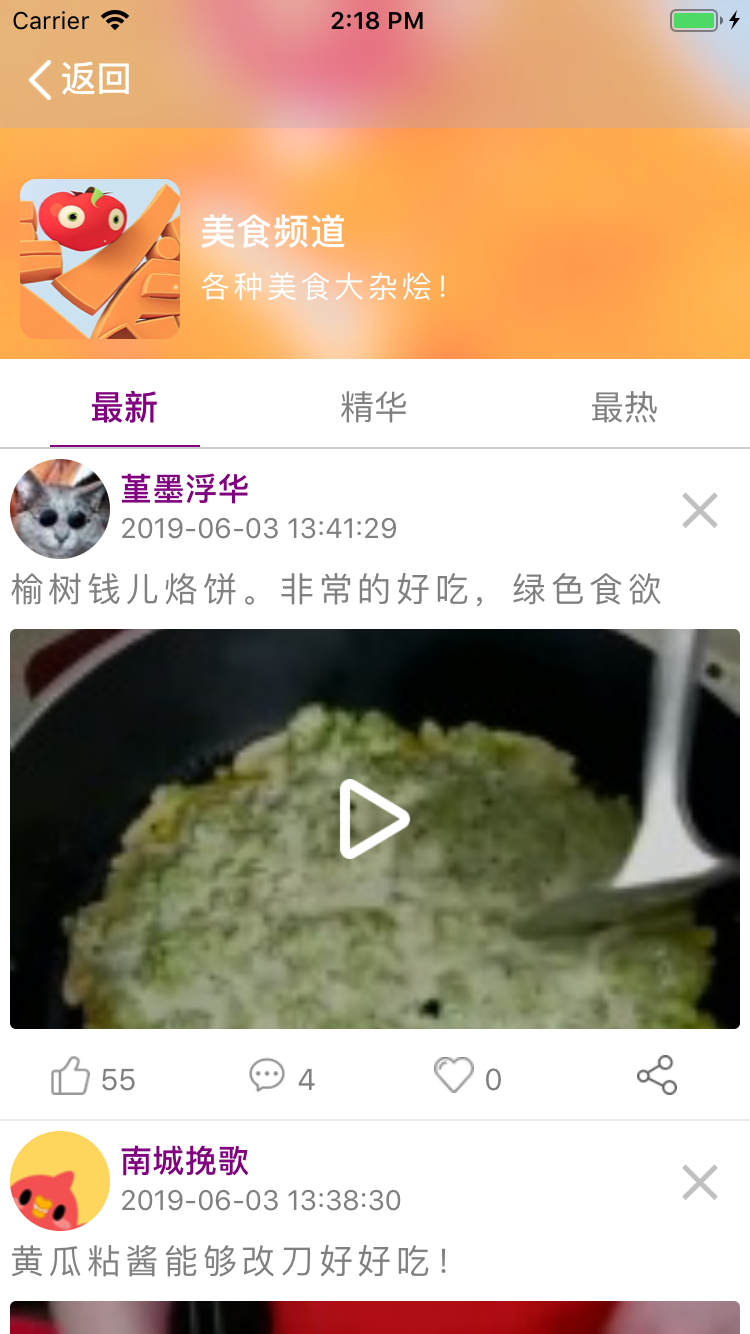 Carrier 2:18 PM
返回
美食频道
各种美食大杂烩！
最新 精华 最热
堇墨浮华
2019-06-03 13:41:29
榆树钱儿烙饼。非常的好吃，绿色食欲
55 4 0
南城挽歌
2019-06-03 13:38:30
黄瓜粘酱能够改刀好好吃！